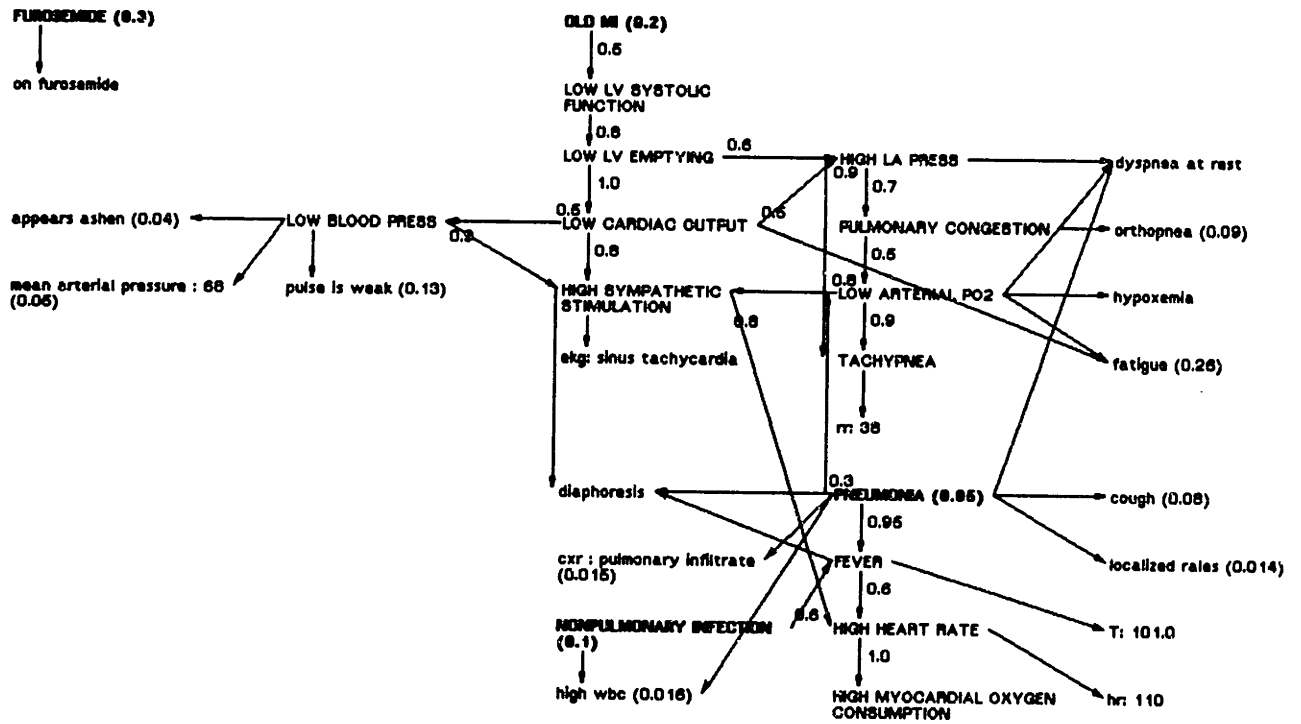 FUROSEMIDE (0.3)
OLD MI (0.2)
0.5
on furosemide
LOW LV SYSTOLIC
FUNCTION
0.8
LOW LV EMPTYING
0.6
HIGH LA PRESS
dyspnea at rest
0.9
1.0
0.7
appears ashen (0.04)
LOW BLOOD PRESS
0.5
LOW CARDIAC OUTPUT
0.5
PULMONARY CONGESTION
orthopnea (0.09)
0.8
0.5
mean arterial pressure : 68
(0.05)
pulse is weak (0.13)
HIGH SYMPATHETIC
STIMULATION
0.8
LOW ARTERIAL PO2
hypoxemia
0.9
ekg: sinus tachycardia
TACHYPNEA
fatigue (0.26)
rr: 38
0.3
diaphoresis
PNEUMONIA
cough (0.08)
0.95
cxr : pulmonary infiltrate
(0.015)
FEVER
localized rales (0.014)
0.6
NONPULMONARY INFECTION
(0.1)
0.6
HIGH HEART RATE
T: 101.0
1.0
high wbc (0.016)
HIGH MYOCARDIAL OXYGEN
CONSUMPTION
hr: 110